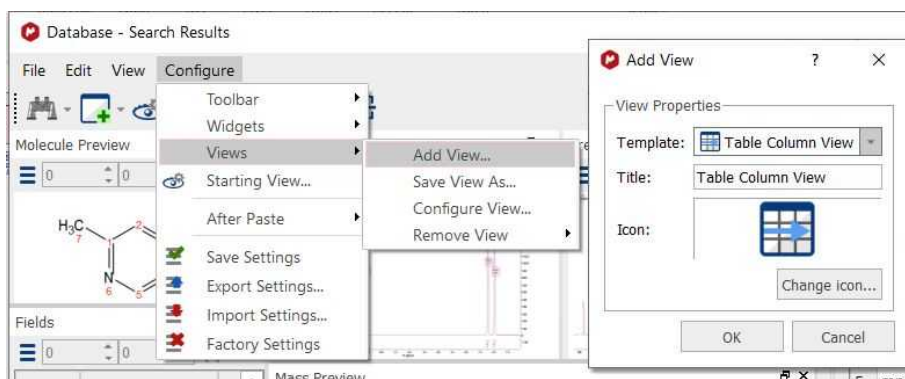 Database - Search Results
File Edit View Configure
Toolbar
Widgets
Views
Starting View...
After Paste
Save Settings
Export Settings...
Import Settings...
Factory Settings
Add View...
Save View As...
Configure View...
Remove View
Molecule Preview
0 0
H₃C
7
2
1
N
6
5
Fields
0 0
Mass Preview
Add View ? ×
View Properties
Template: Table Column View
Title: Table Column View
Icon:
Change icon...
OK Cancel